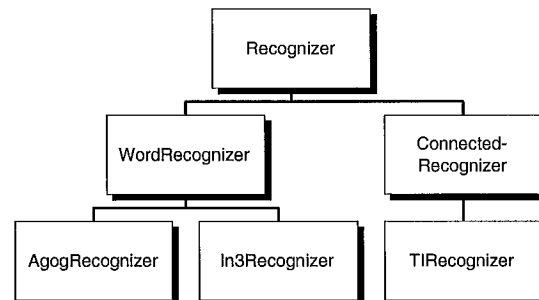 Recognizer
WordRecognizer
Connected-
Recognizer
AgogRecognizer
In3Recognizer
TIRecognizer